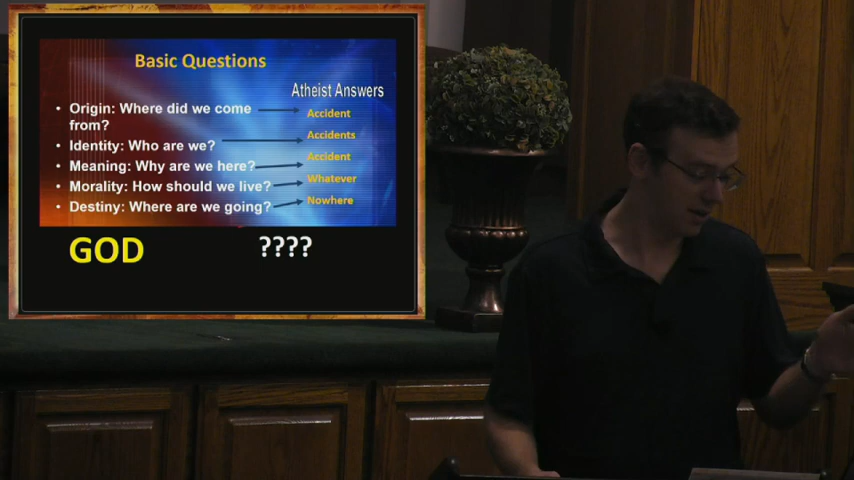 Basic Questions
Atheist Answers
• Origin: Where did we come from?
Accident
• Identity: Who are we?
Accidents
• Meaning: Why are we here?
Accident
• Morality: How should we live?
Whatever
• Destiny: Where are we going?
Nowhere
GOD
????